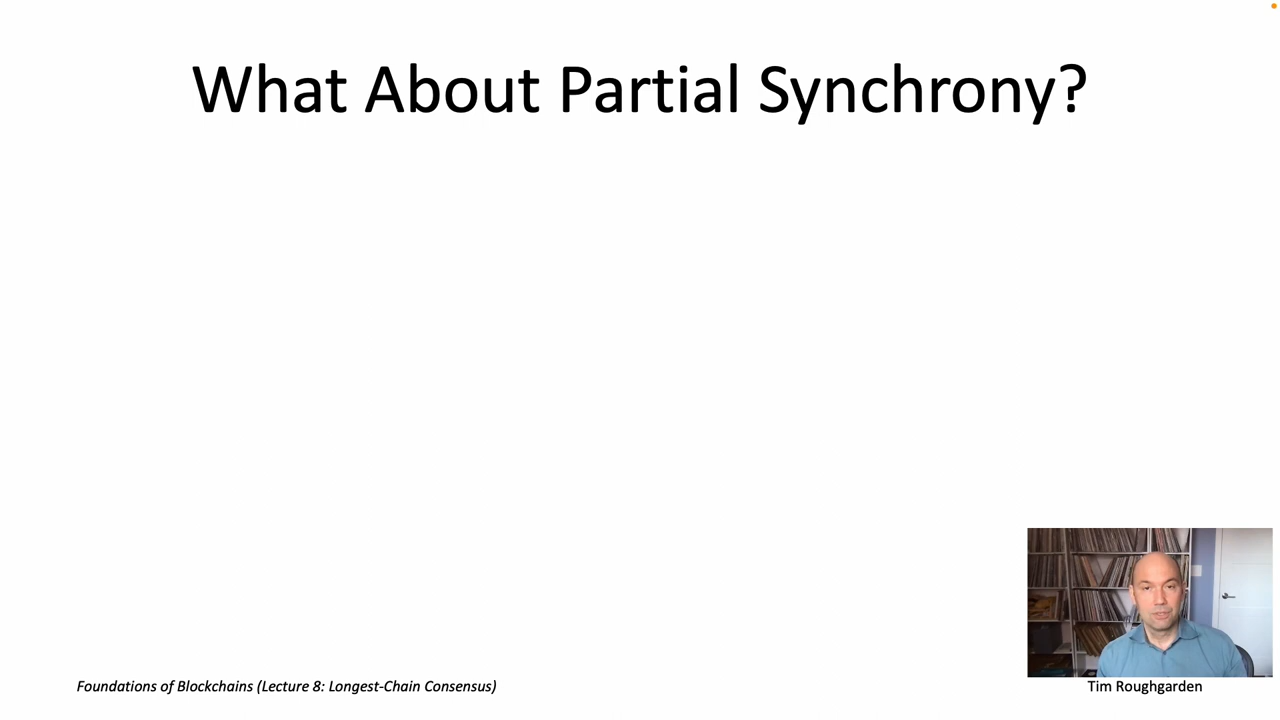 What About Partial Synchrony?
Foundations of Blockchains (Lecture 8: Longest-Chain Consensus)
Tim Roughgarden